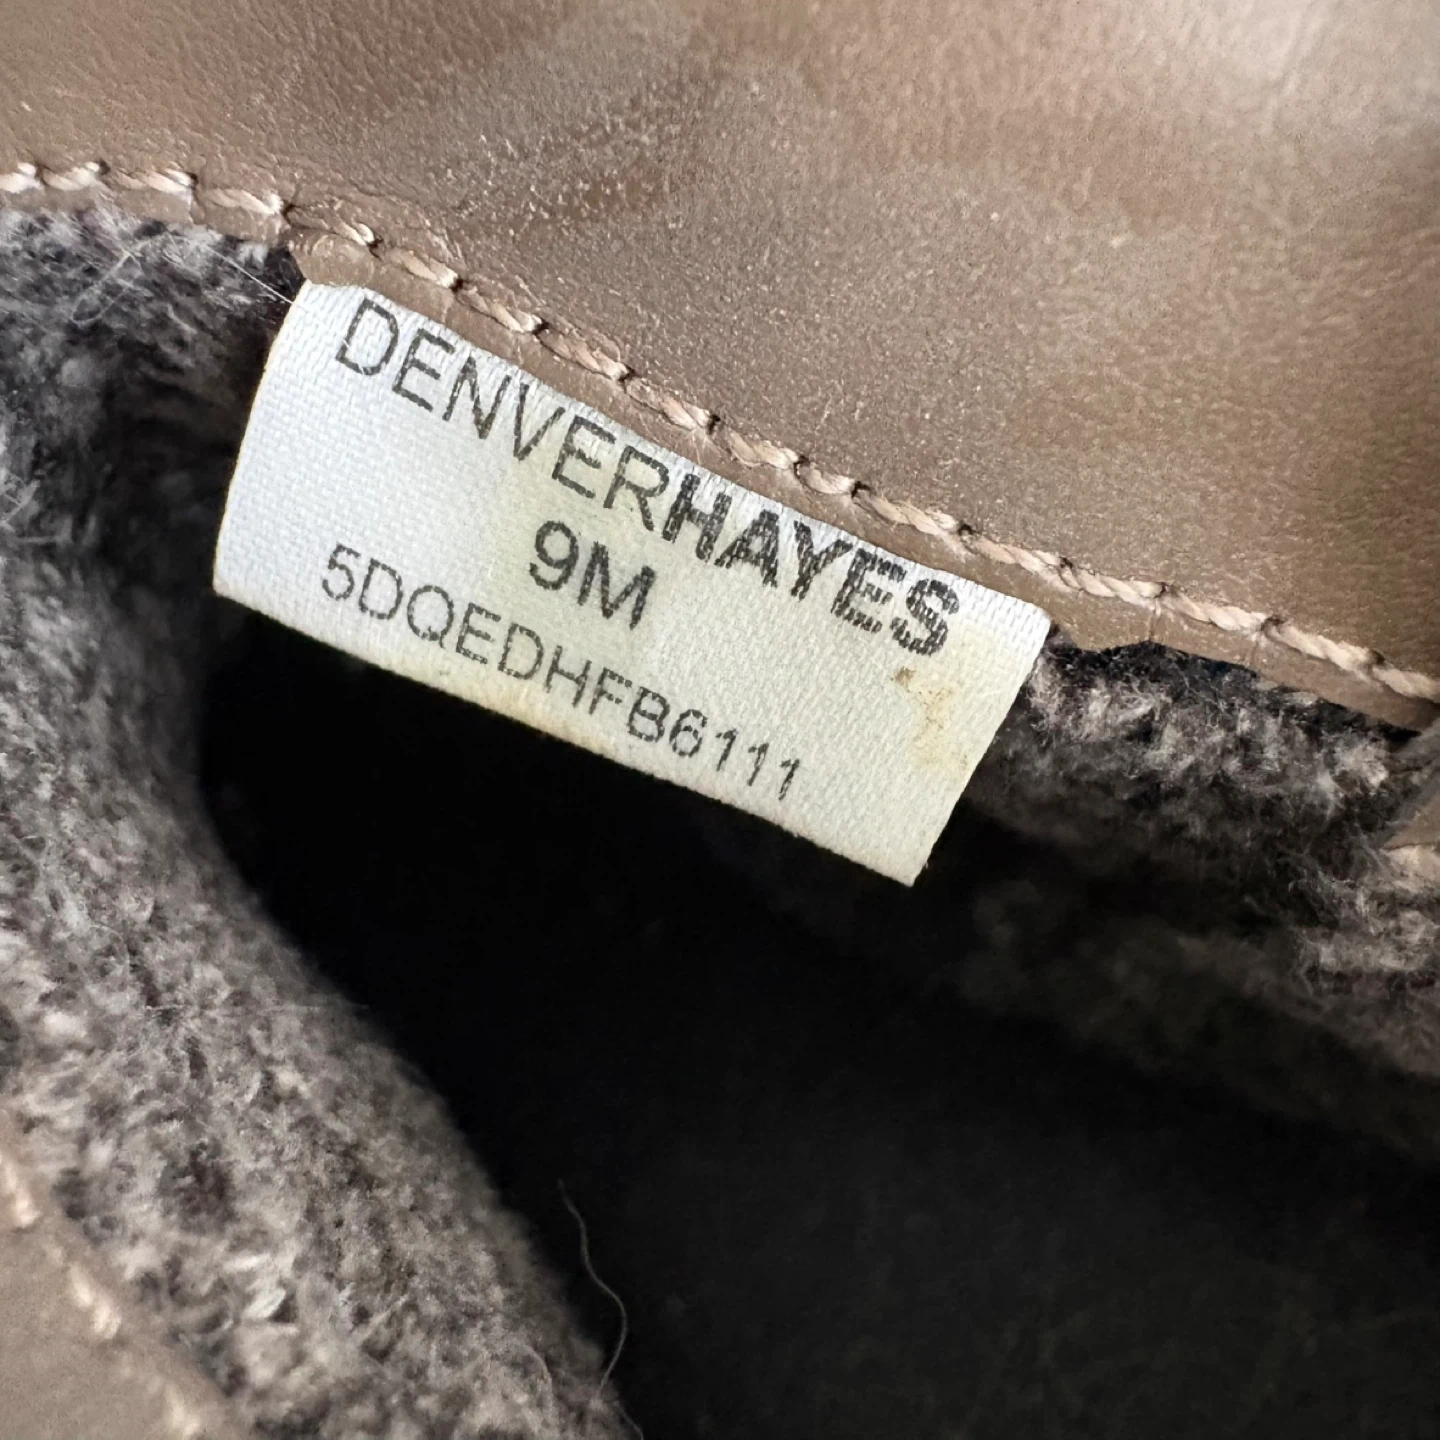 DENVERHAYES
9M
5DQEDHFB6111